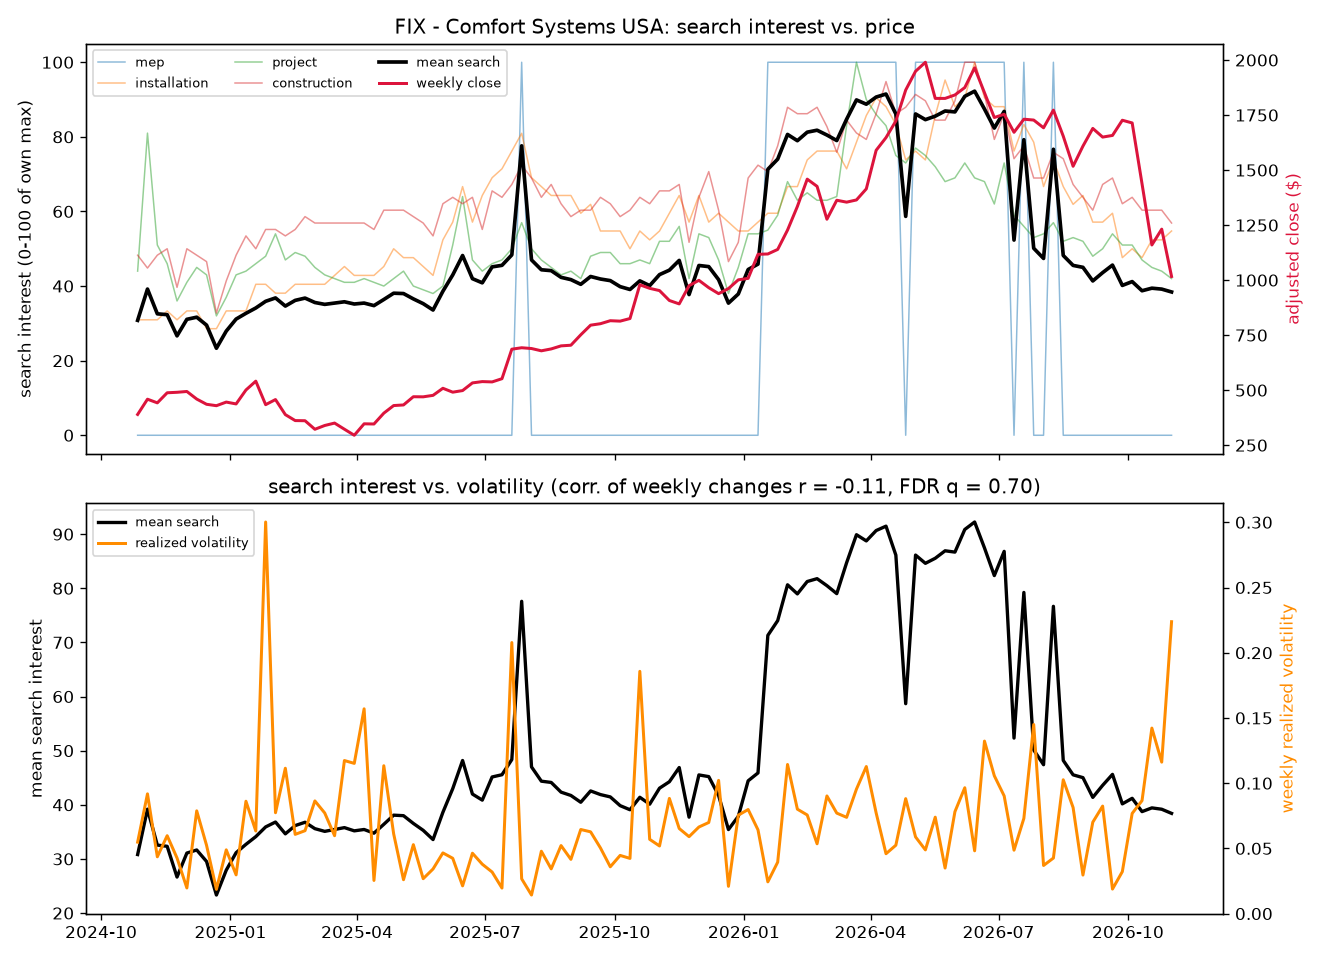 FIX - Comfort Systems USA: search interest vs. price
mep
installation
project
construction
mean search
weekly close
search interest (0-100 of own max)
100
80
60
40
20
0
2000
1750
1500
1250
1000
750
500
250
adjusted close ($)
search interest vs. volatility (corr. of weekly changes r = -0.11, FDR q = 0.70)
mean search
realized volatility
mean search interest
90
80
70
60
50
40
30
20
0.30
0.25
0.20
0.15
0.10
0.05
0.00
weekly realized volatility
2024-10
2025-01
2025-04
2025-07
2025-10
2026-01
2026-04
2026-07
2026-10